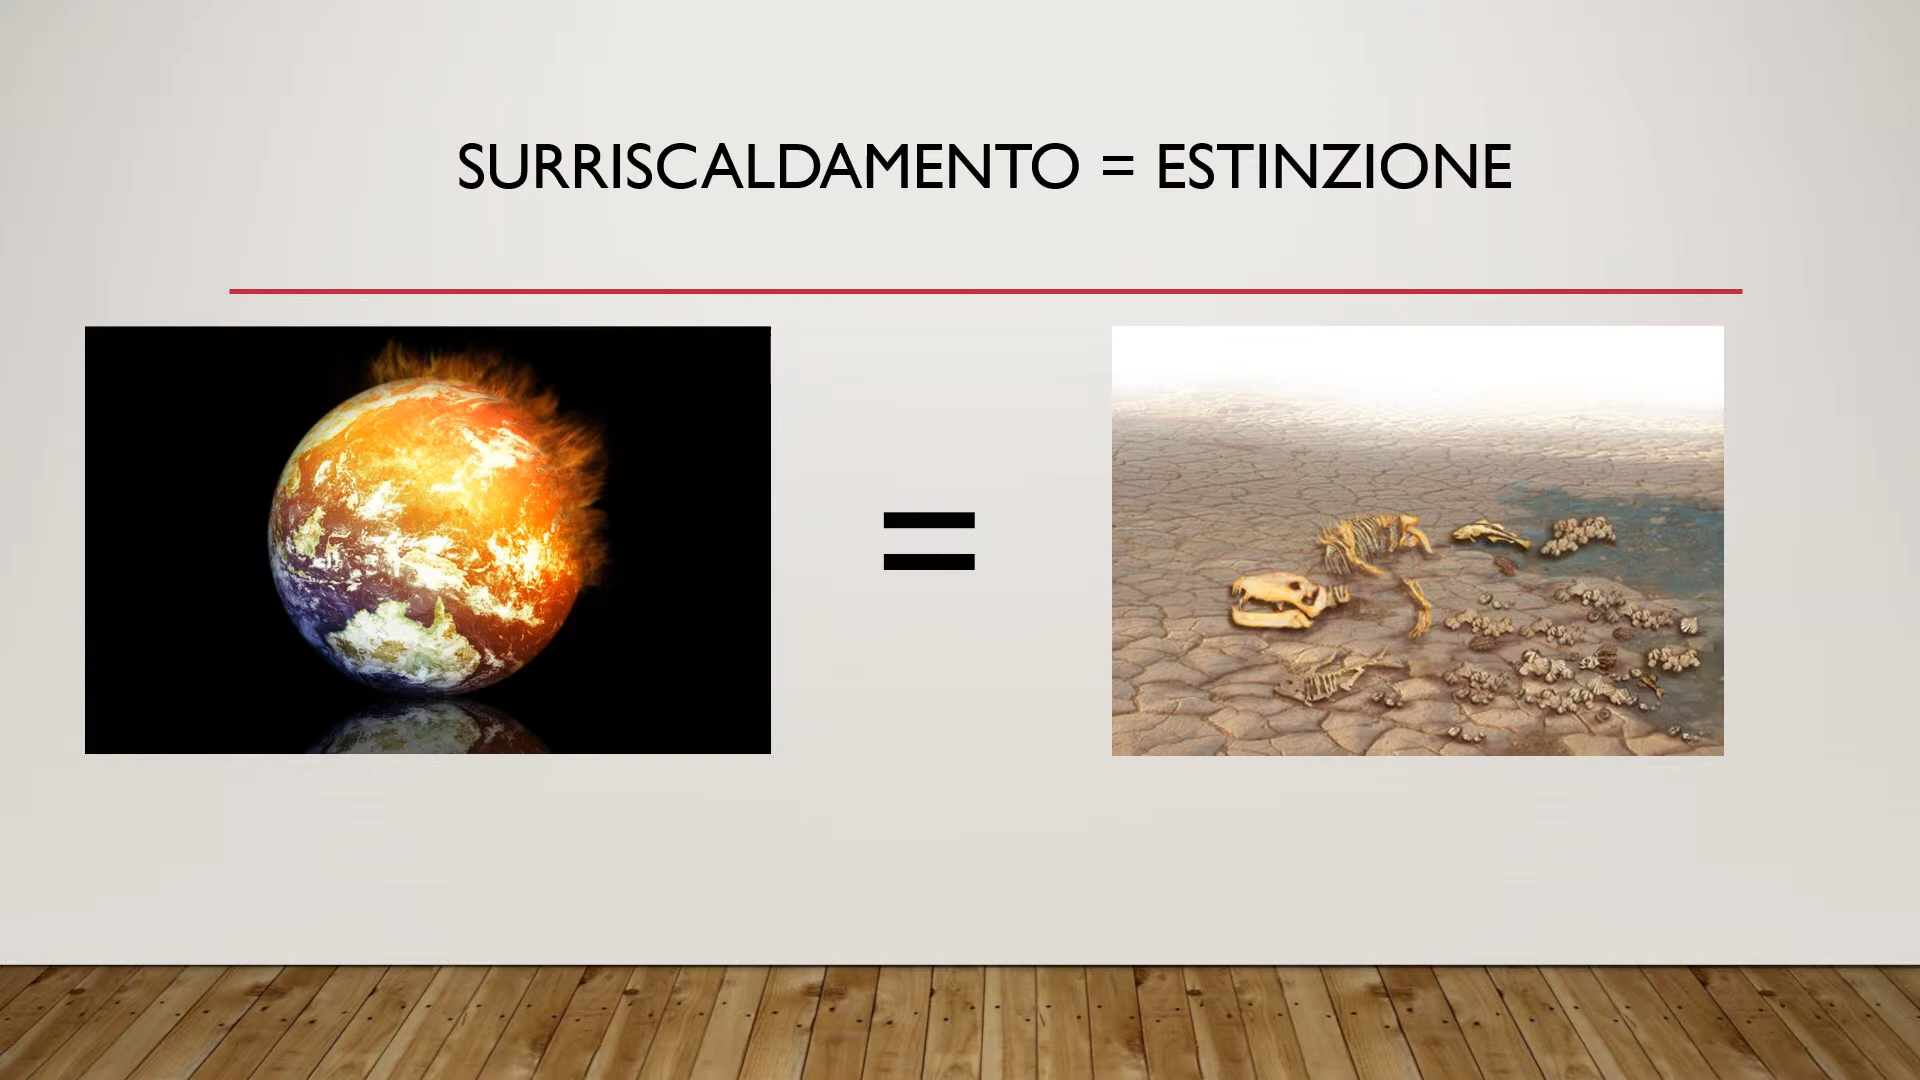 SURRISCALDAMENTO = ESTINZIONE
=